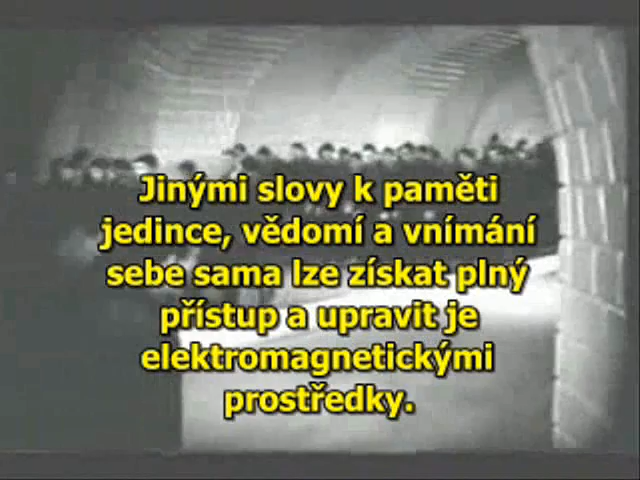 Jinými slovy k paměti
jedince, vědomí a vnímání
sebe sama lze získat plný
přístup a upravit je
elektromagnetickými
prostředky.